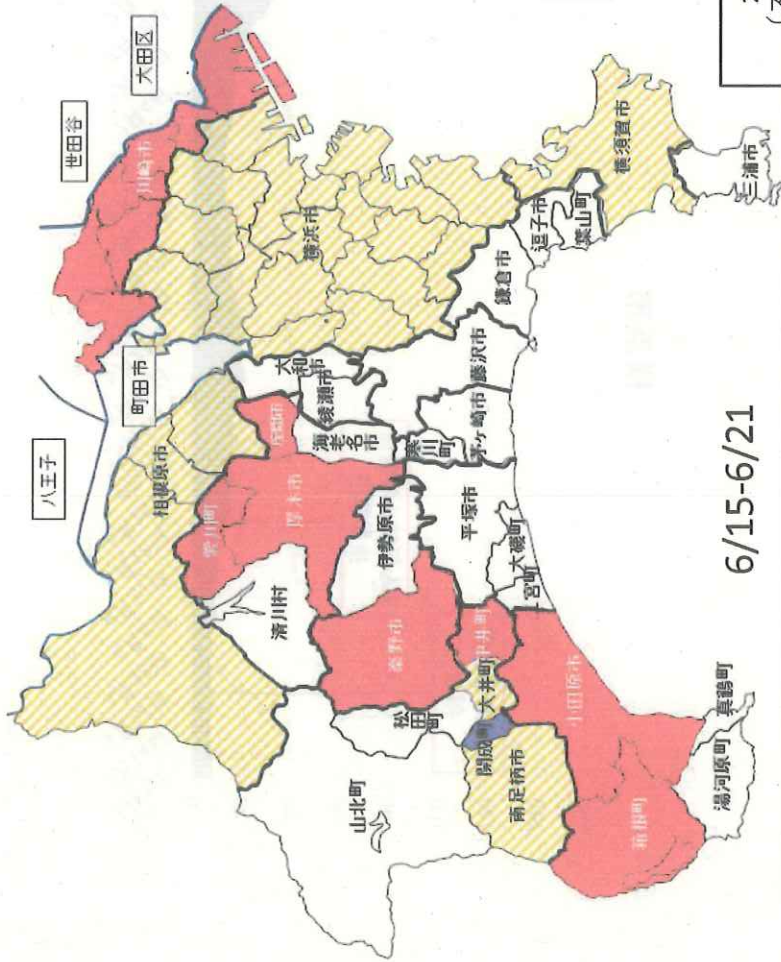 八王子
町田市
世田谷
大田区
川崎市
相模原市
横浜市
大和市
綾瀬市
座間市
海老名市
愛川町
厚木市
清川村
伊勢原市
寒川町
藤沢市
茅ヶ崎市
鎌倉市
逗子市
葉山町
横須賀市
三浦市
平塚市
大磯町
二宮町
秦野市
中井町
大井町
松田町
開成町
山北町
南足柄市
小田原市
箱根町
真鶴町
湯河原町
6/15-6/21